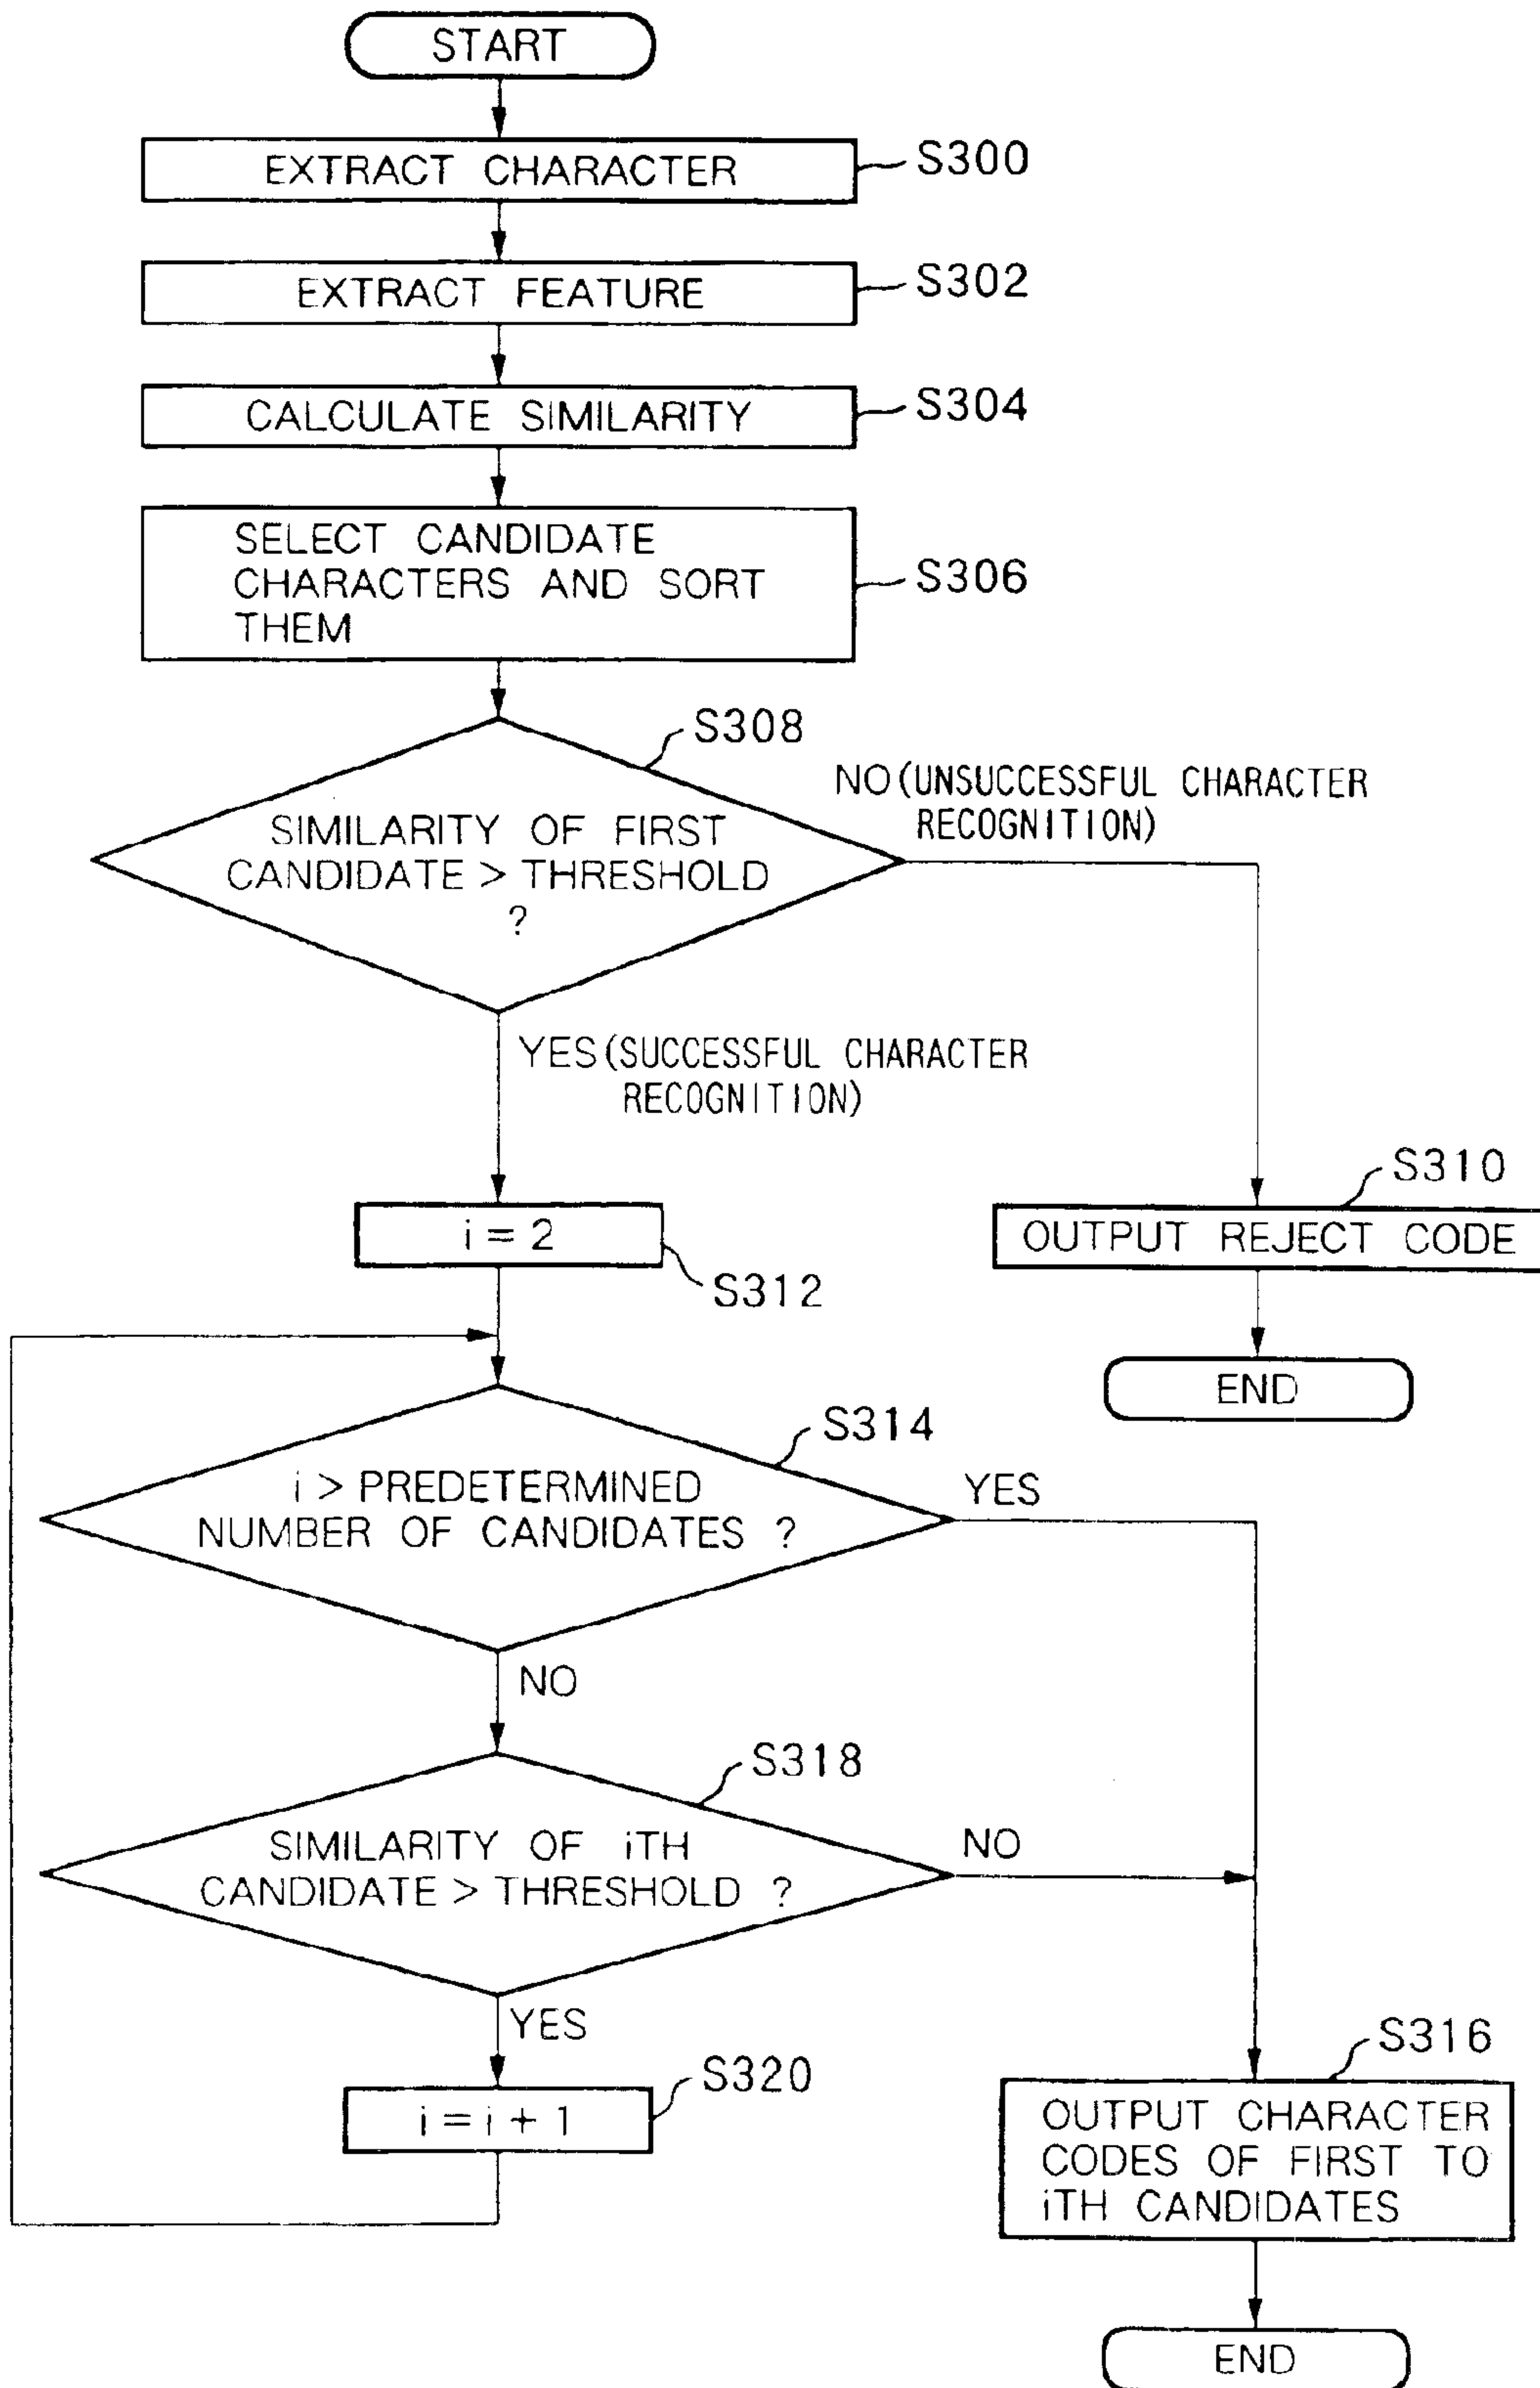 START
EXTRACT CHARACTER
S300
EXTRACT FEATURE
S302
CALCULATE SIMILARITY
S304
SELECT CANDIDATE
CHARACTERS AND SORT
THEM
S306
S308
SIMILARITY OF FIRST
CANDIDATE > THRESHOLD
?
NO (UNSUCCESSFUL CHARACTER
RECOGNITION)
YES (SUCCESSFUL CHARACTER
RECOGNITION)
S310
OUTPUT REJECT CODE
END
i = 2
S312
S314
i > PREDETERMINED
NUMBER OF CANDIDATES ?
YES
NO
S318
SIMILARITY OF iTH
CANDIDATE > THRESHOLD ?
NO
YES
S320
i = i + 1
S316
OUTPUT CHARACTER
CODES OF FIRST TO
iTH CANDIDATES
END